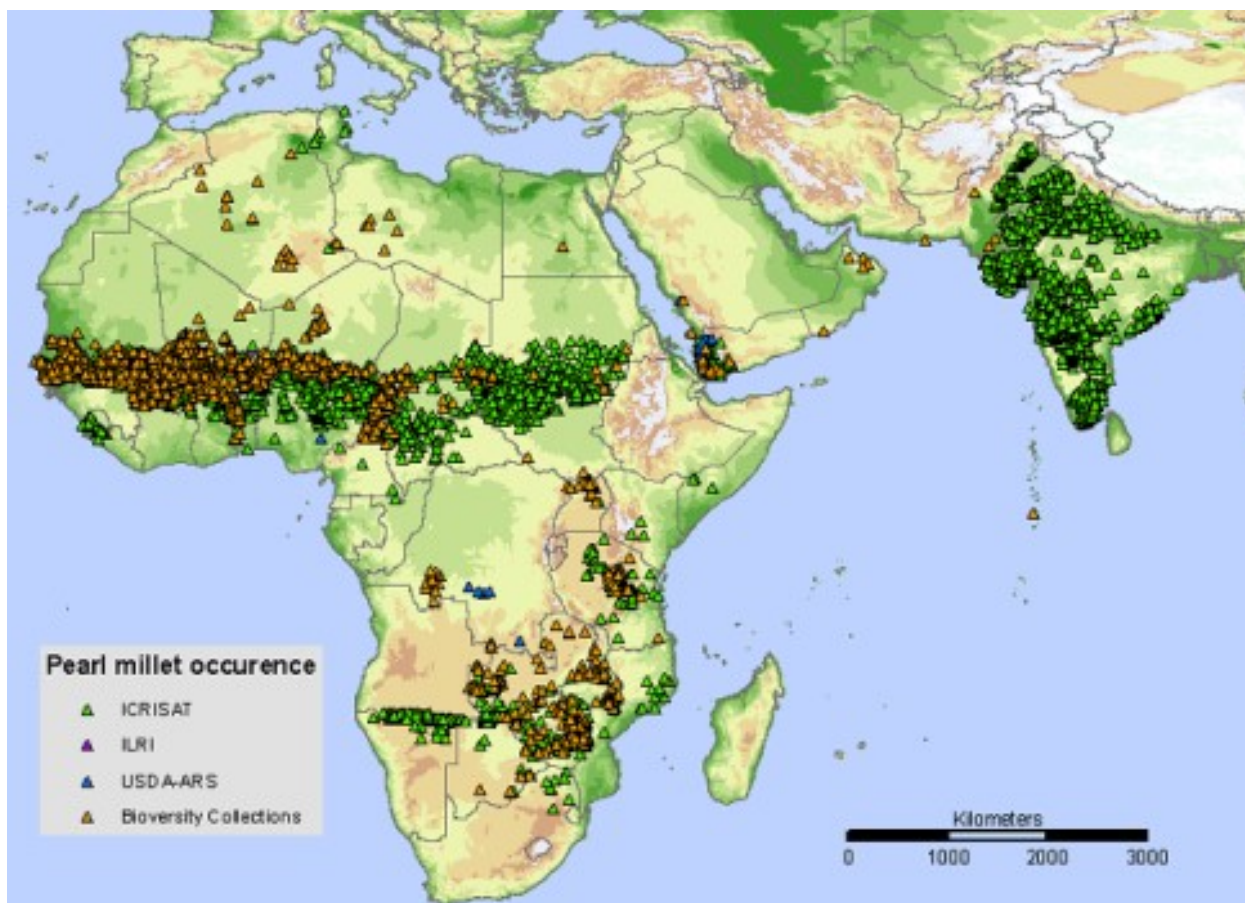 Pearl millet occurence
ICRISAT
ILRI
USDA-ARS
Bioversity Collections
Kilometers
0 1000 2000 3000